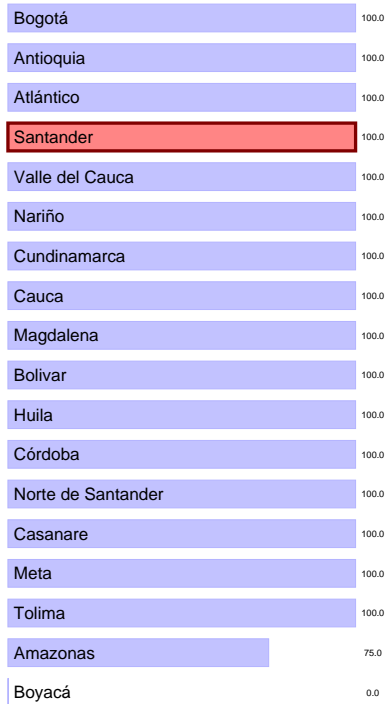 Bogotá 100.0
Antioquia 100.0
Atlántico 100.0
Santander 100.0
Valle del Cauca 100.0
Nariño 100.0
Cundinamarca 100.0
Cauca 100.0
Magdalena 100.0
Bolivar 100.0
Huila 100.0
Córdoba 100.0
Norte de Santander 100.0
Casanare 100.0
Meta 100.0
Tolima 100.0
Amazonas 75.0
Boyacá 0.0